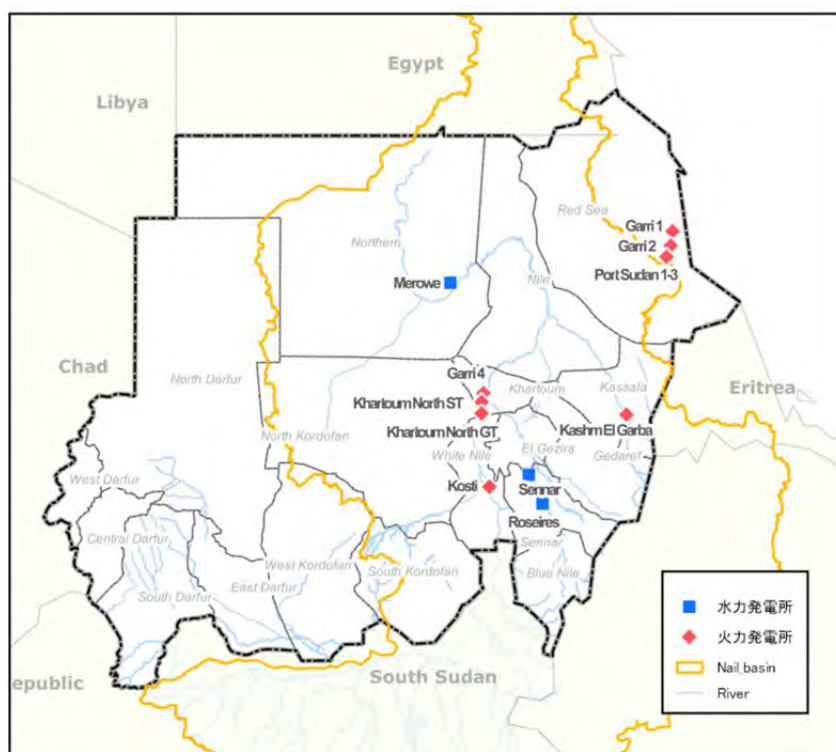 Egypt
Libya
Red Sea
Garri 1
Northern
Garri 2
Port Sudan 1-3
Merowe
Nile
Chad
North Darfur
Garri 4
Khartoum
Kassala
Eritrea
Khartoum North ST
North Kordofan
Khartoum North GT
Kashm El Garba
White Nile
El Gezira
Gedaref
West Darfur
Kosti
Sennar
Roseires
Central Darfur
Sennar
West Kordofan
South Kordofan
Blue Nile
East Darfur
South Darfur
epublic
South Sudan
水力発電所
火力発電所
Nail_basin
River